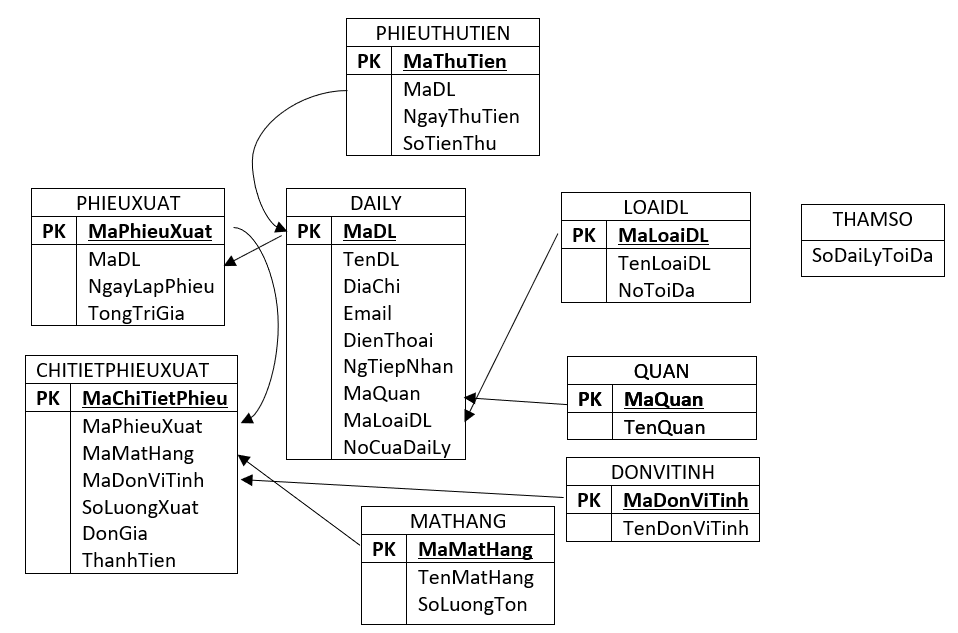 PHIEUTHUTIEN
PK MaThuTien
MaDL
NgayThuTien
SoTienThu
PHIEUXUAT
PK MaPhieuXuat
MaDL
NgayLapPhieu
TongTriGia
DAILY
PK MaDL
TenDL
DiaChi
Email
DienThoai
NgTiepNhan
MaQuan
MaLoaiDL
NoCuaDaiLy
LOAIDL
PK MaLoaiDL
TenLoaiDL
NoToiDa
THAMSO
SoDaiLyToiDa
CHITIETPHIEUXUAT
PK MaChiTietPhieu
MaPhieuXuat
MaMatHang
MaDonViTinh
SoLuongXuat
DonGia
ThanhTien
QUAN
PK MaQuan
TenQuan
DONVITINH
PK MaDonViTinh
TenDonViTinh
MATHANG
PK MaMatHang
TenMatHang
SoLuongTon